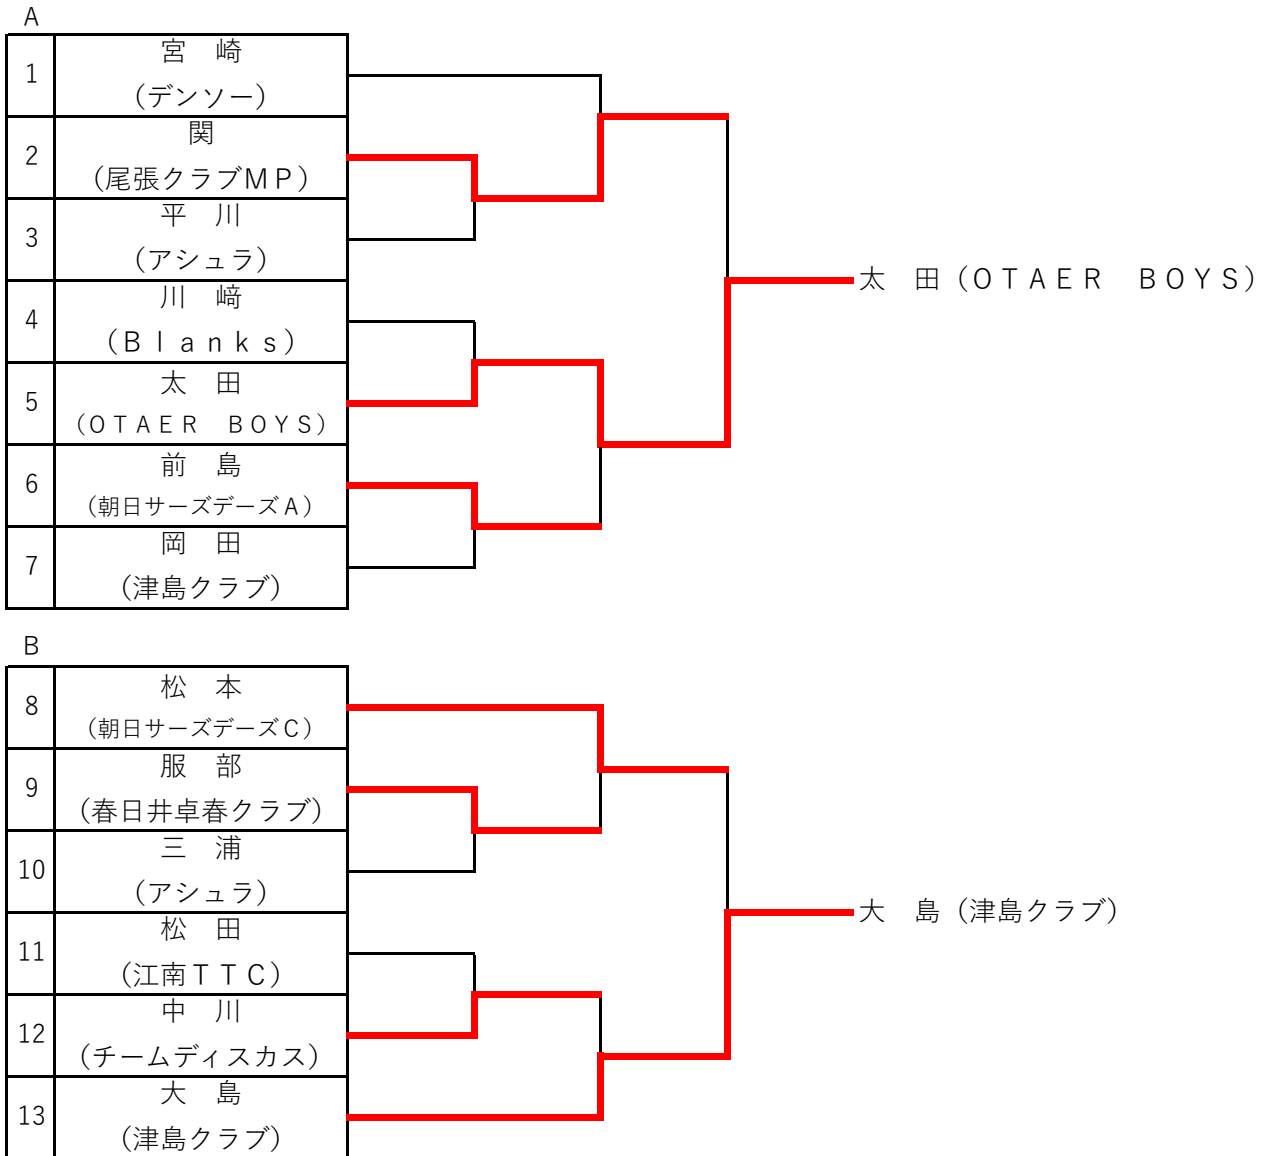 A
1
宮　崎
（デンソー）
2
関
（尾張クラブＭＰ）
3
平　川
（アシュラ）
4
川　﨑
（Ｂｌａｎｋｓ）
太　田（ＯＴＡＥＲ　ＢＯＹＳ）
5
太　田
（ＯＴＡＥＲ　ＢＯＹＳ）
6
前　島
（朝日サーズデーズＡ）
7
岡　田
（津島クラブ）
B
8
松　本
（朝日サーズデーズＣ）
9
服　部
（春日井卓春クラブ）
10
三　浦
（アシュラ）
11
松　田
（江南ＴＴＣ）
大　島（津島クラブ）
12
中　川
（チームディスカス）
13
大　島
（津島クラブ）